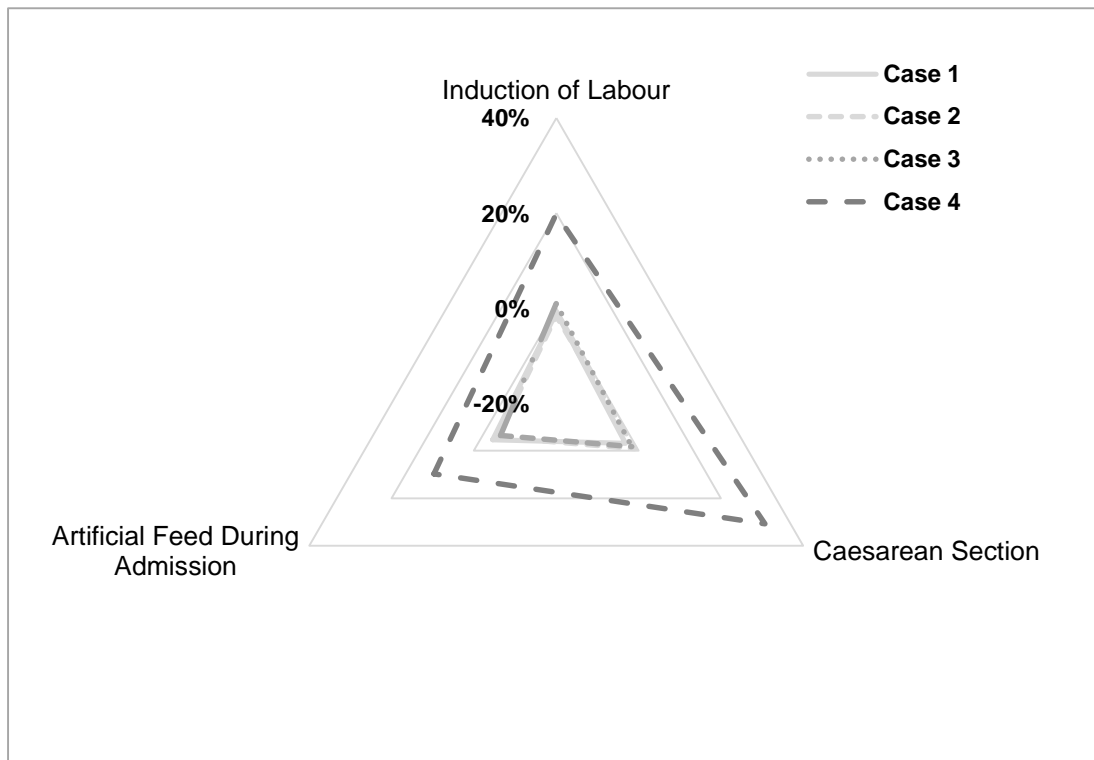 Induction of Labour
40%
20%
0%
-20%
Artificial Feed During
Admission
Caesarean Section
Case 1
Case 2
Case 3
Case 4